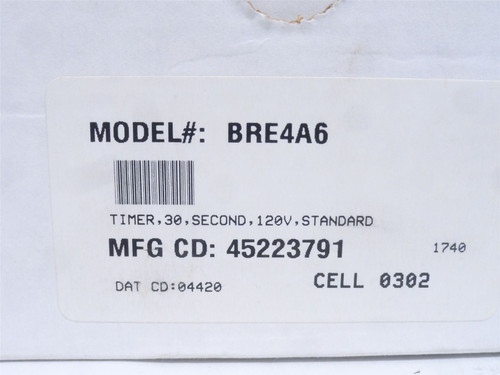 MODEL#: BRE4A6
TIMER,30,SECOND,120V,STANDARD
MFG CD: 45223791 1740
DAT CD:04420 CELL 0302